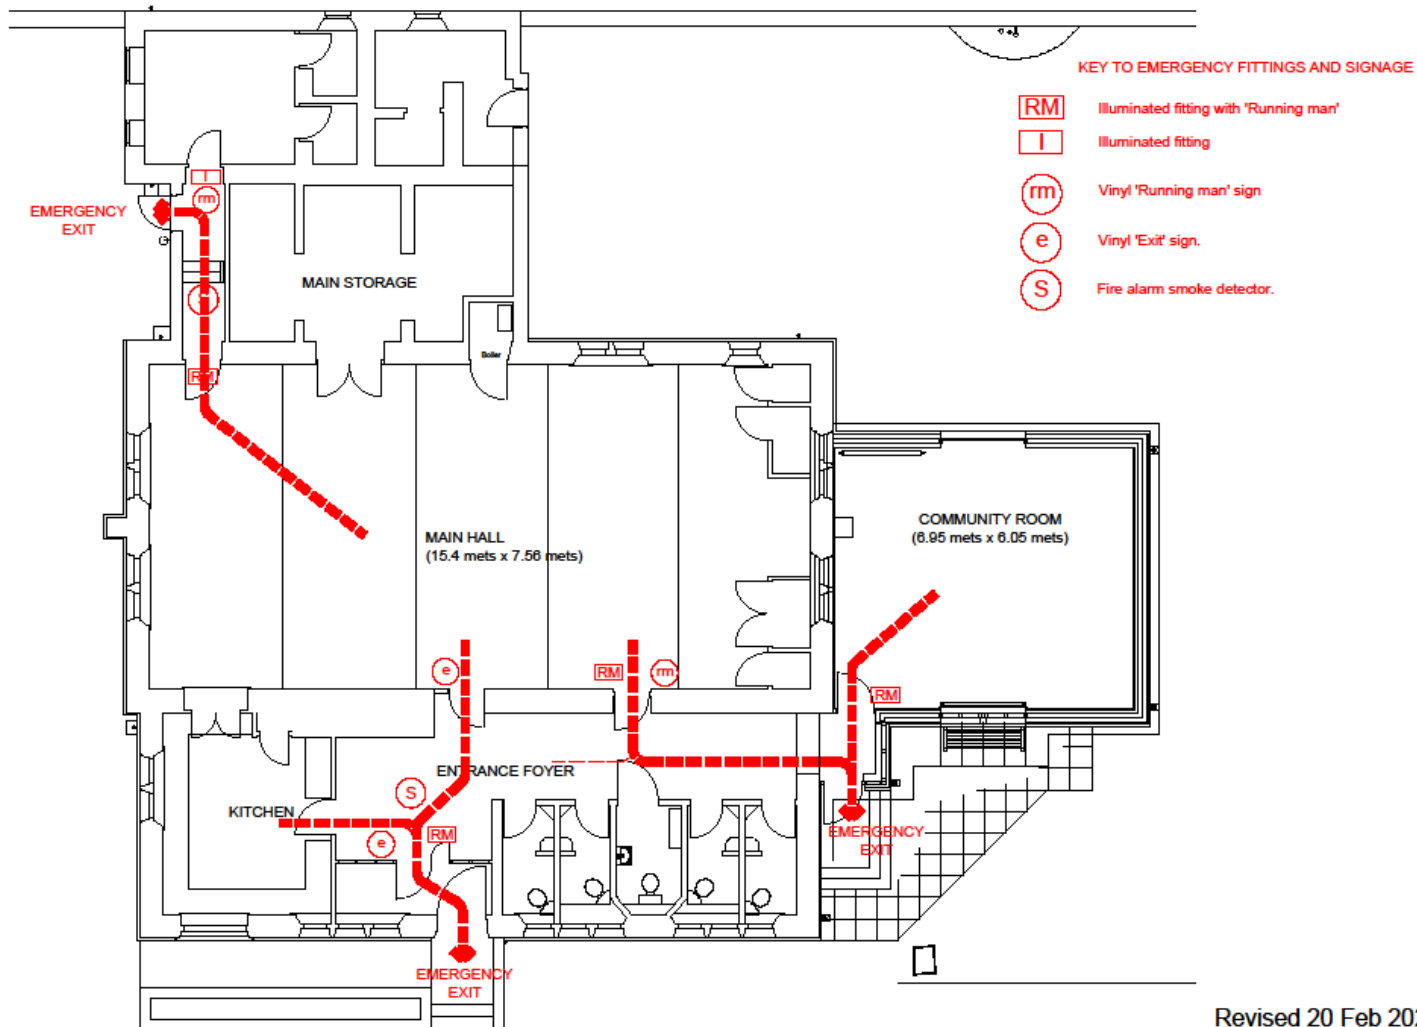 KEY TO EMERGENCY FITTINGS AND SIGNAGE
RM Illuminated fitting with 'Running man'
I Illuminated fitting
rm Vinyl 'Running man' sign
e Vinyl 'Exit' sign.
S Fire alarm smoke detector.
I
rm
EMERGENCY
EXIT
MAIN STORAGE
S
Boiler
RM
MAIN HALL
(15.4 mets x 7.56 mets)
COMMUNITY ROOM
(6.95 mets x 6.05 mets)
e
RM
rm
RM
ENTRANCE FOYER
S
KITCHEN
e
RM
EMERGENCY
EXIT
EMERGENCY
EXIT
Revised 20 Feb